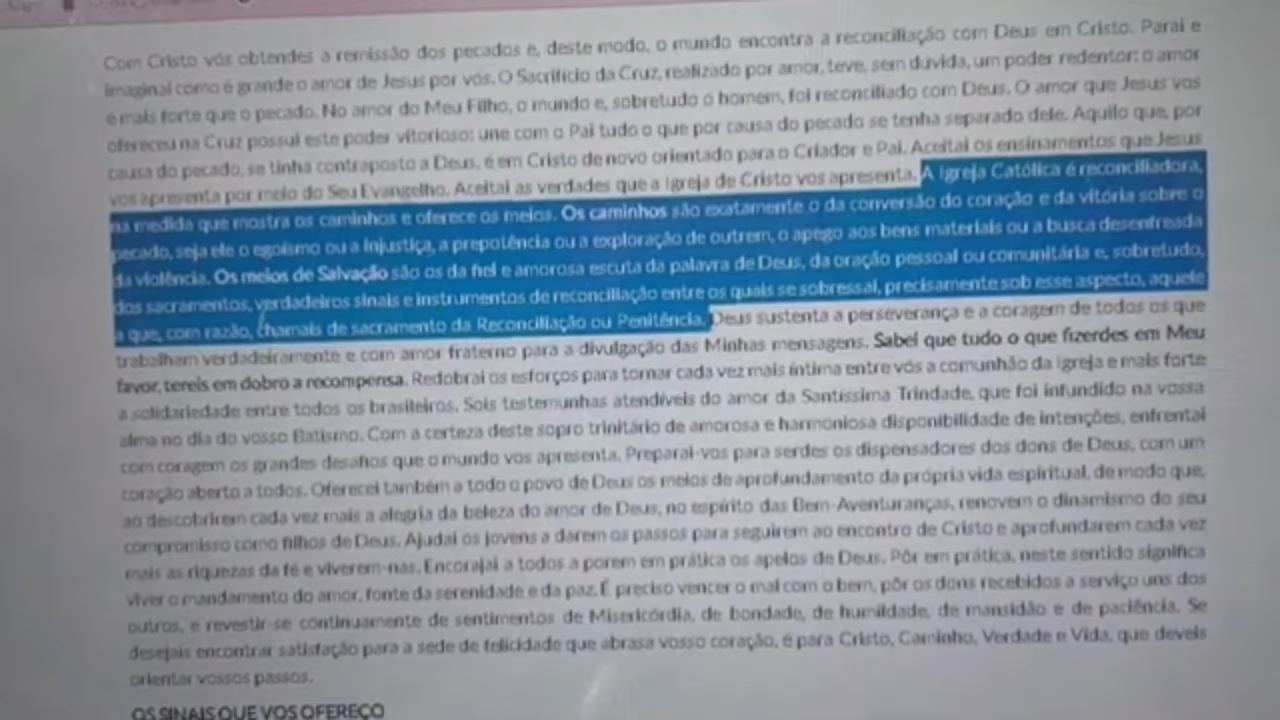 Com Cristo vós obtendes a remissão dos pecados e, deste modo, o mundo encontra a reconciliação com Deus em Cristo. Parai e
imaginai como é grande o amor de Jesus por vós. O Sacrifício da Cruz, realizado por amor, teve, sem dúvida, um poder redentor: o amor
é mais forte que o pecado. No amor do Meu Filho, o mundo e, sobretudo o homem, foi reconciliado com Deus. O amor que Jesus vos
ofereceu na Cruz possui este poder vitorioso: une com o Pai tudo o que por causa do pecado se tenha separado dele. Aquilo que, por
causa do pecado, se tinha contraposto a Deus, é em Cristo de novo orientado para o Criador e Pai. Aceitai os ensinamentos que Jesus
vos apresenta por meio do Seu Evangelho. Aceitai as verdades que a Igreja de Cristo vos apresenta. A Igreja Católica é reconciliadora,
na medida que mostra os caminhos e oferece os meios. Os caminhos são exatamente o da conversão do coração e da vitória sobre o
pecado, seja ele o egoísmo ou a injustiça, a prepotência ou a exploração de outrem, o apego aos bens materiais ou a busca desenfreada
da violência. Os meios de Salvação são os da fiel e amorosa escuta da palavra de Deus, da oração pessoal ou comunitária e, sobretudo,
dos sacramentos, verdadeiros sinais e instrumentos de reconciliação entre os quais se sobressai, precisamente sob esse aspecto, aquele
a que, com razão, chamais de sacramento da Reconciliação ou Penitência. Deus sustenta a perseverança e a coragem de todos os que
trabalham verdadeiramente e com amor fraterno para a divulgação das Minhas mensagens. Sabei que tudo o que fizerdes em Meu
favor, tereis em dobro a recompensa. Redobrai os esforços para tornar cada vez mais íntima entre vós a comunhão da Igreja e mais forte
a solidariedade entre todos os brasileiros. Sois testemunhas atendíveis do amor da Santíssima Trindade, que foi infundido na vossa
alma no dia do vosso Batismo. Com a certeza deste sopro trinitário de amorosa e harmoniosa disponibilidade de intenções, enfrentai
com coragem os grandes desafios que o mundo vos apresenta. Preparai-vos para serdes os dispensadores dos dons de Deus, com um
coração aberto a todos. Oferecei também a todo o povo de Deus os meios de aprofundamento da própria vida espiritual, de modo que,
ao descobrirem cada vez mais a alegria da beleza do amor de Deus, no espírito das Bem-Aventuranças, renovem o dinamismo do seu
compromisso como filhos de Deus. Ajudai os jovens a darem os passos para seguirem ao encontro de Cristo e aprofundarem cada vez
mais as riquezas da fé e viverem-nas. Encorajai a todos a porem em prática os apelos de Deus. Pôr em prática, neste sentido significa
viver o mandamento do amor, fonte da serenidade e da paz. É preciso vencer o mal com o bem, pôr os dons recebidos a serviço uns dos
outros, e revestir-se continuamente de sentimentos de Misericórdia, de bondade, de humildade, de mansidão e de paciência. Se
desejais encontrar satisfação para a sede de felicidade que abrasa vosso coração, é para Cristo, Caminho, Verdade e Vida, que deveis
orientar vossos passos.
OS SINAIS QUE VOS OFEREÇO